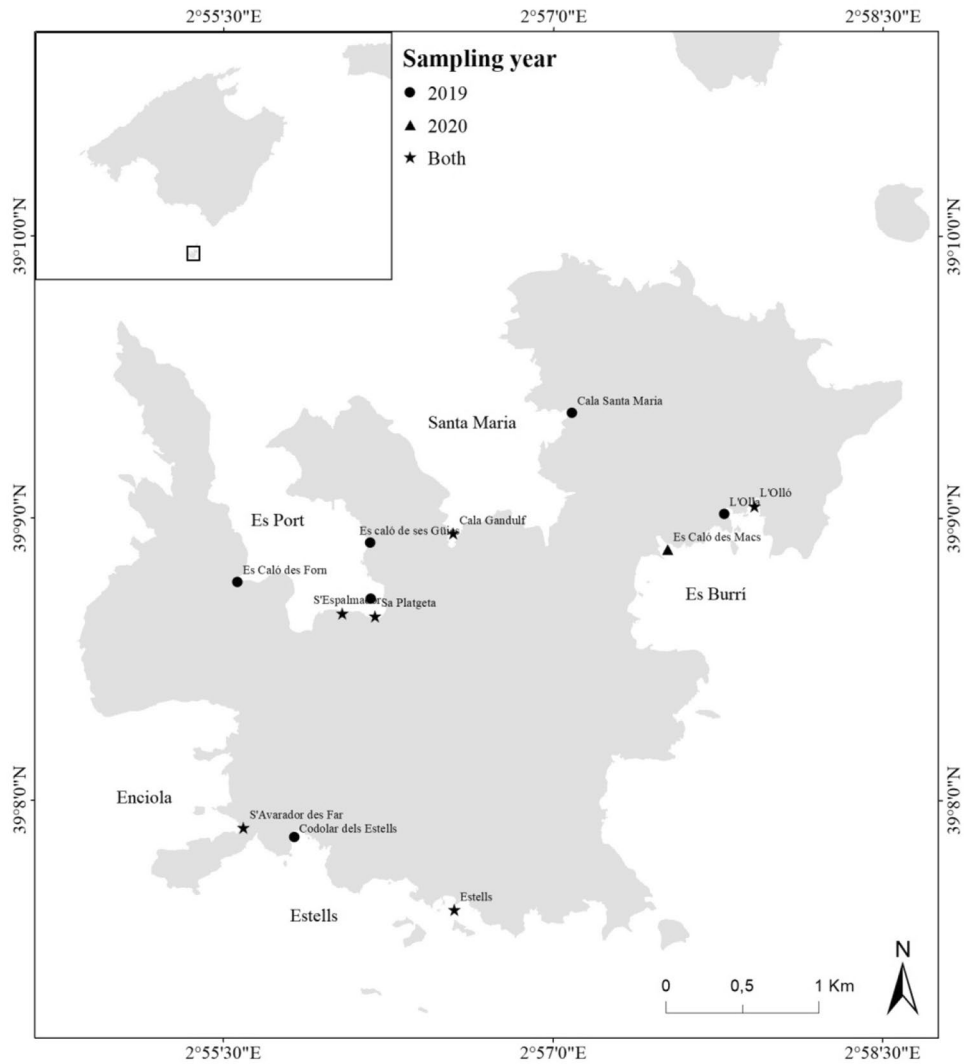 2°55'30"E
2°57'0"E
2°58'30"E
Sampling year
2019
2020
Both
39°10'0"N
39°10'0"N
Cala Santa Maria
Santa Maria
L'Olló
L'Olla
39°9'0"N
39°9'0"N
Es Port
Cala Gandulf
Es caló de ses Güies
Es Caló des Macs
Es Caló des Forn
Es Burrí
S'Espalmador
Sa Platgeta
39°8'0"N
39°8'0"N
Enciola
S'Avarador des Far
Codolar dels Estells
Estells
Estells
N
0 0,5 1 Km
2°55'30"E
2°57'0"E
2°58'30"E